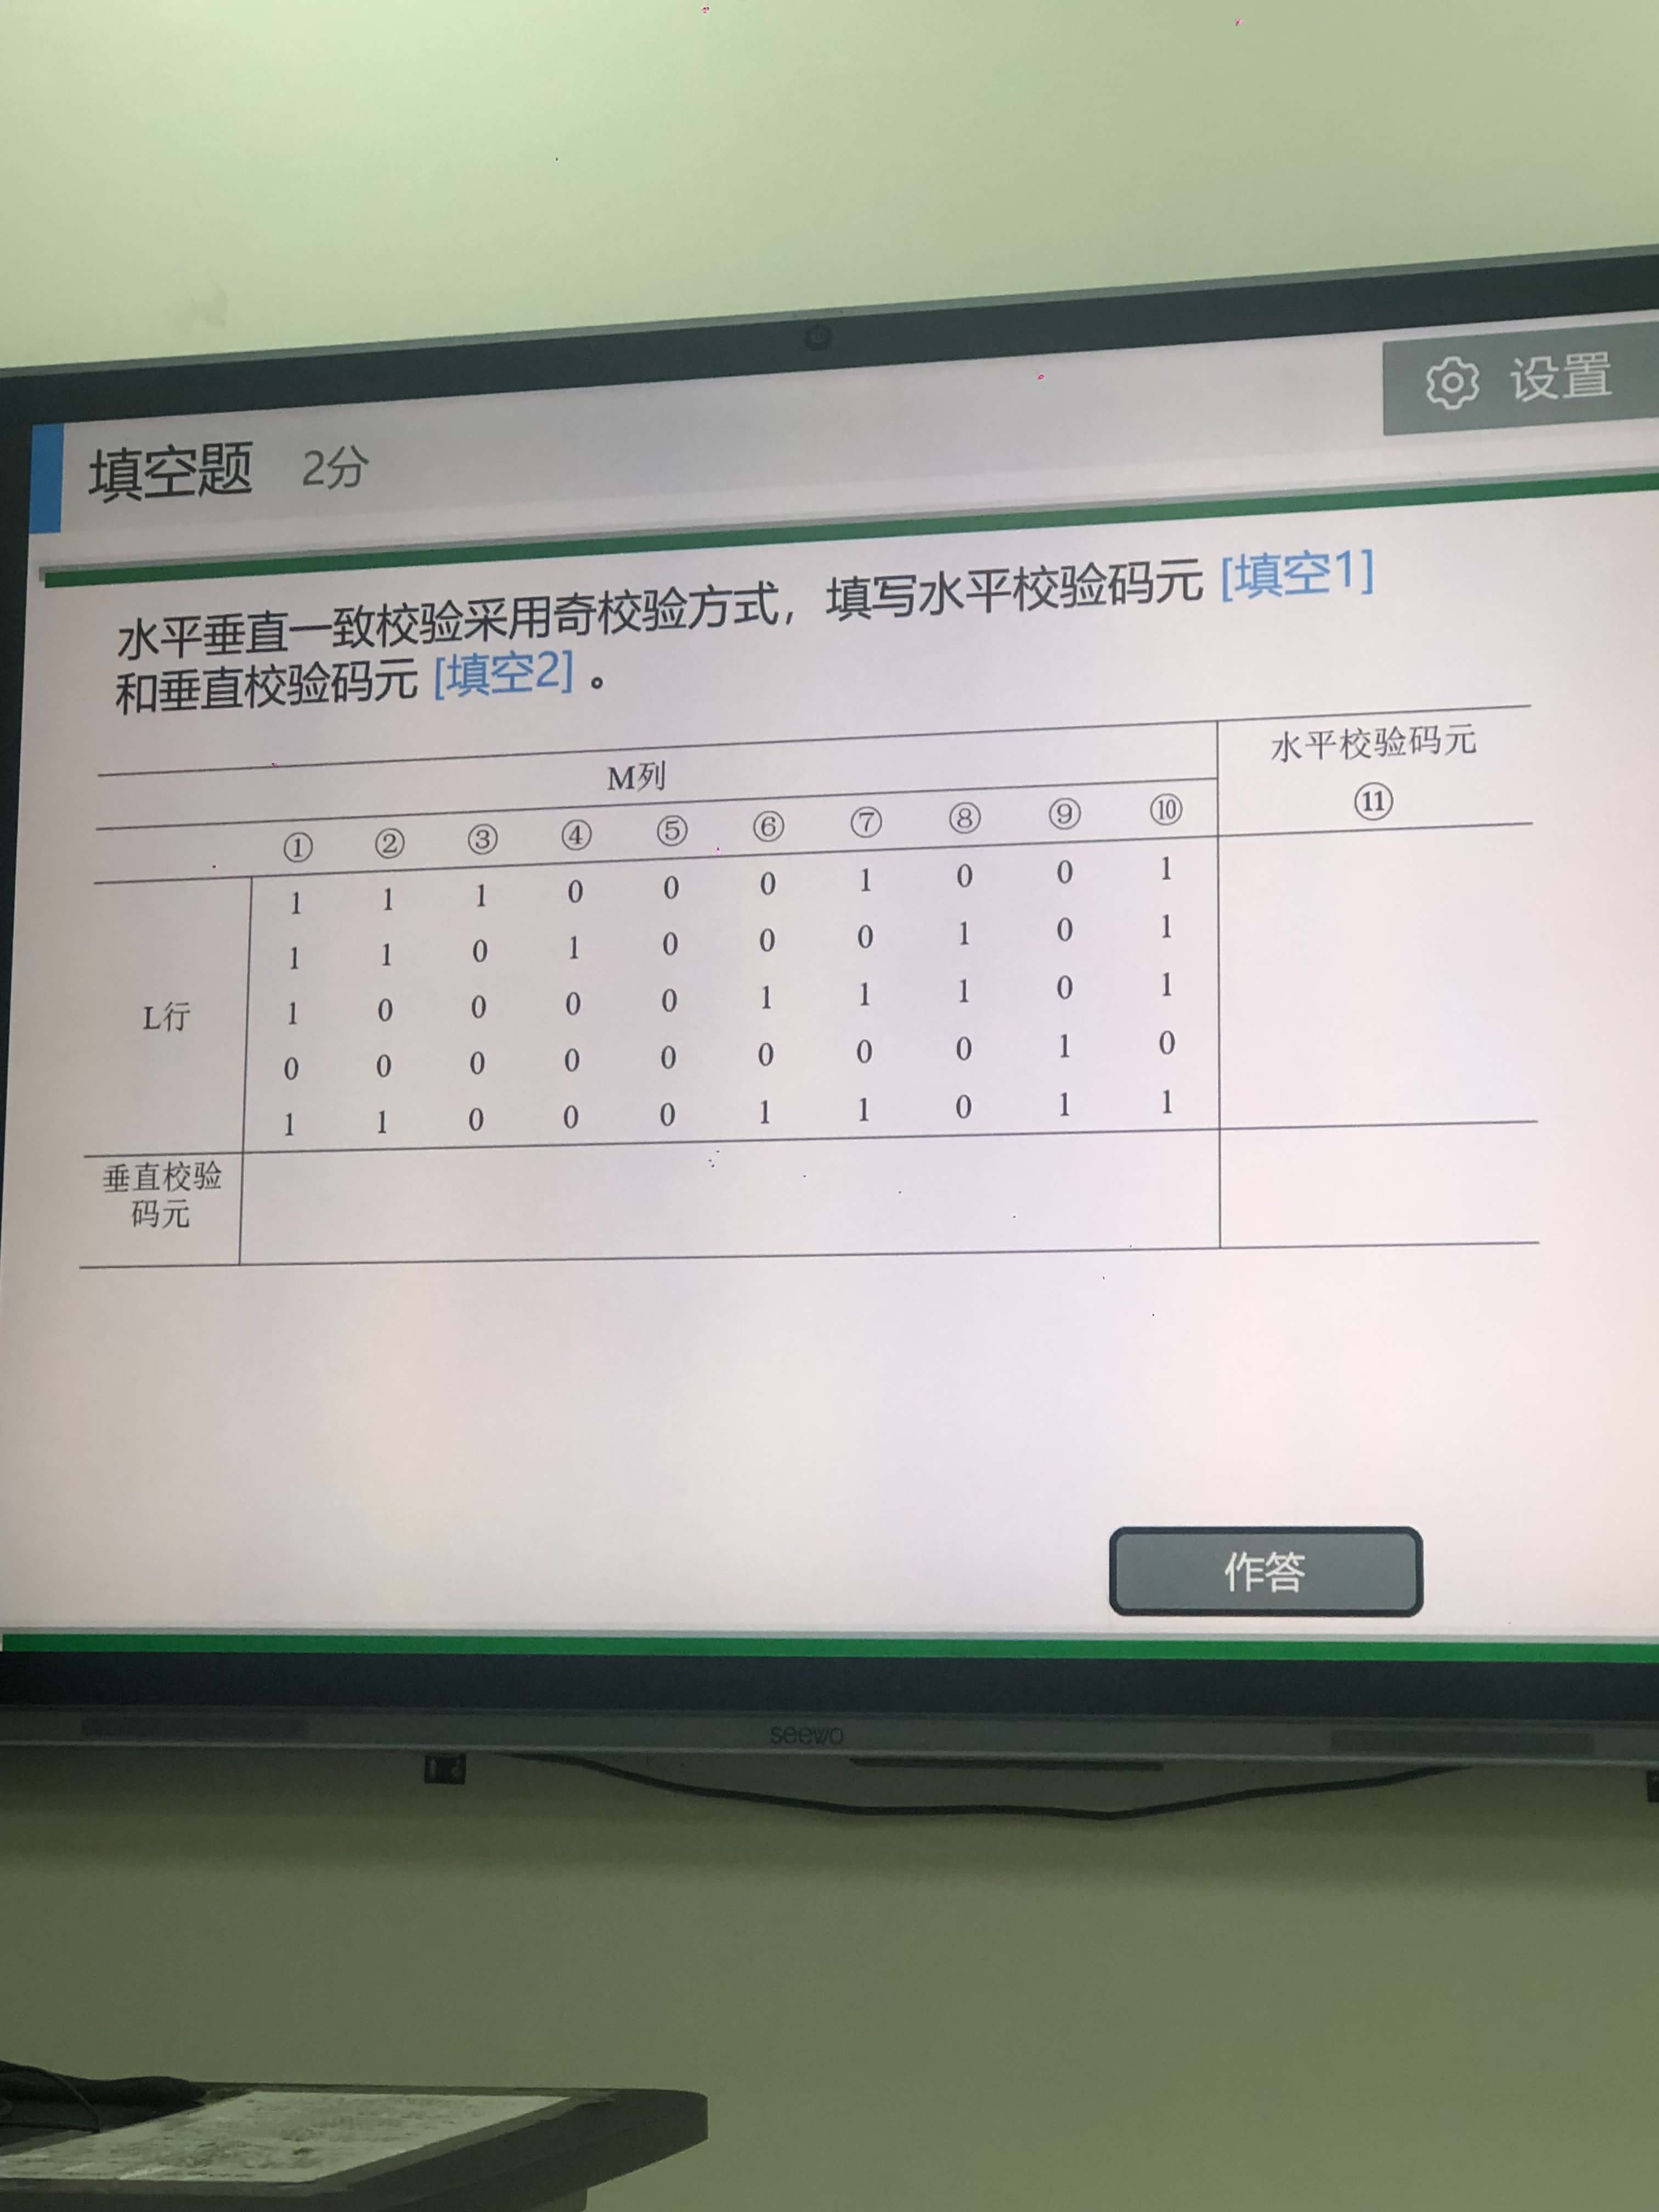 设置
填空题 2分
水平垂直一致校验采用奇校验方式，填写水平校验码元 [填空1]
和垂直校验码元 [填空2] 。
M列 水平校验码元
① ② ③ ④ ⑤ ⑥ ⑦ ⑧ ⑨ ⑩ ⑪
1 1 1 0 0 0 1 0 0 1
1 1 0 1 0 0 0 1 0 1
L行 1 0 0 0 0 1 1 1 0 1
0 0 0 0 0 0 0 0 1 0
1 1 0 0 0 1 1 0 1 1
垂直校验
码元
作答
seewo